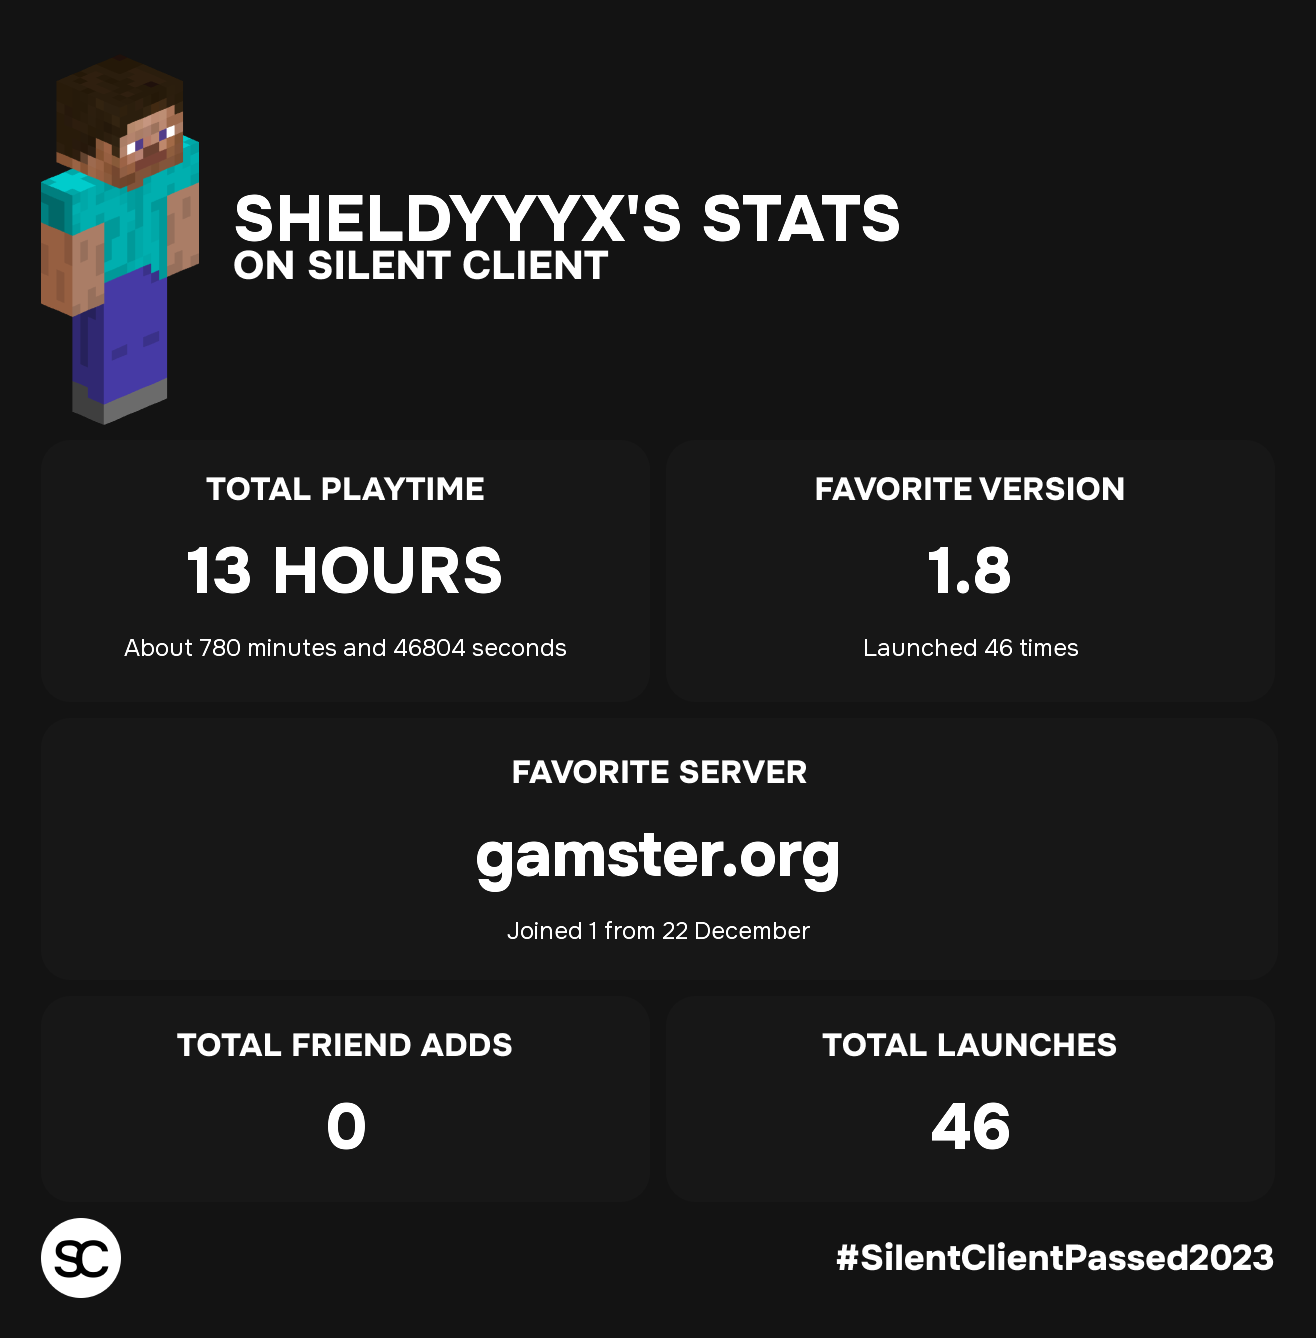 SHELDYYYX'S STATS
ON SILENT CLIENT
TOTAL PLAYTIME
13 HOURS
About 780 minutes and 46804 seconds
FAVORITE VERSION
1.8
Launched 46 times
FAVORITE SERVER
gamster.org
Joined 1 from 22 December
TOTAL FRIEND ADDS
0
TOTAL LAUNCHES
46
SC
#SilentClientPassed2023